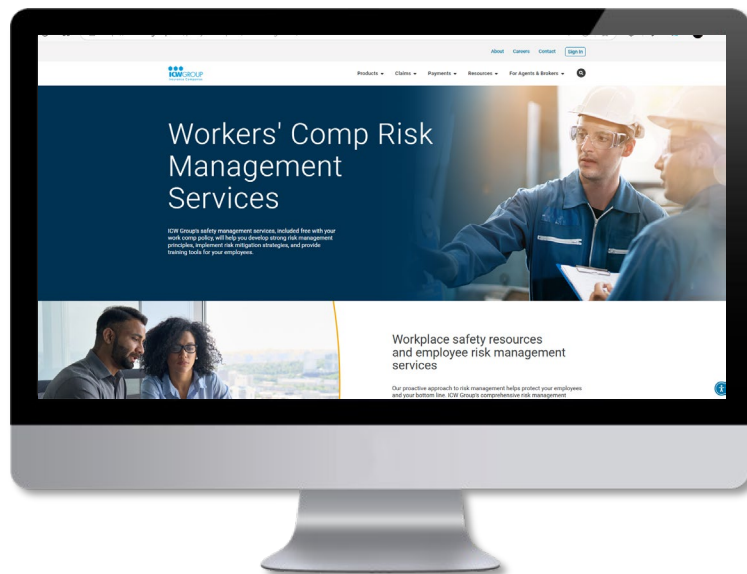 About Careers Contact Sign In
ICWGROUP
Insurance Companies
Products Claims Payments Resources For Agents & Brokers
Workers' Comp Risk
Management
Services
ICW Group's safety management services, included free with your
work comp policy, will help you develop strong risk management
principles, implement risk mitigation strategies, and provide
training tools for your employees.
Workplace safety resources
and employee risk management
services
Our proactive approach to risk management helps protect your employees
and your bottom line. ICW Group's comprehensive risk management